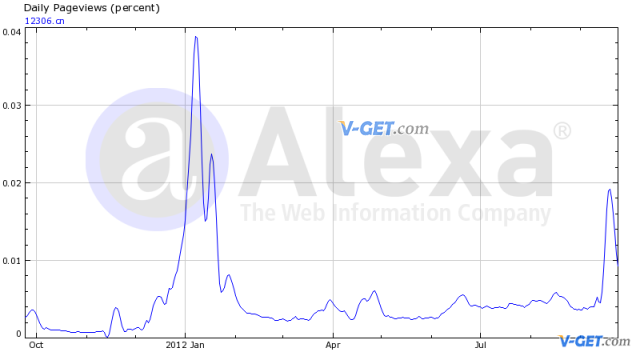 Daily Pageviews (percent)
12306.cn
0.04
0.03
0.02
0.01
0
Oct
2012 Jan
Apr
Jul
a Alexa®
The Web Information Company
V-GET.com
V-GET.com